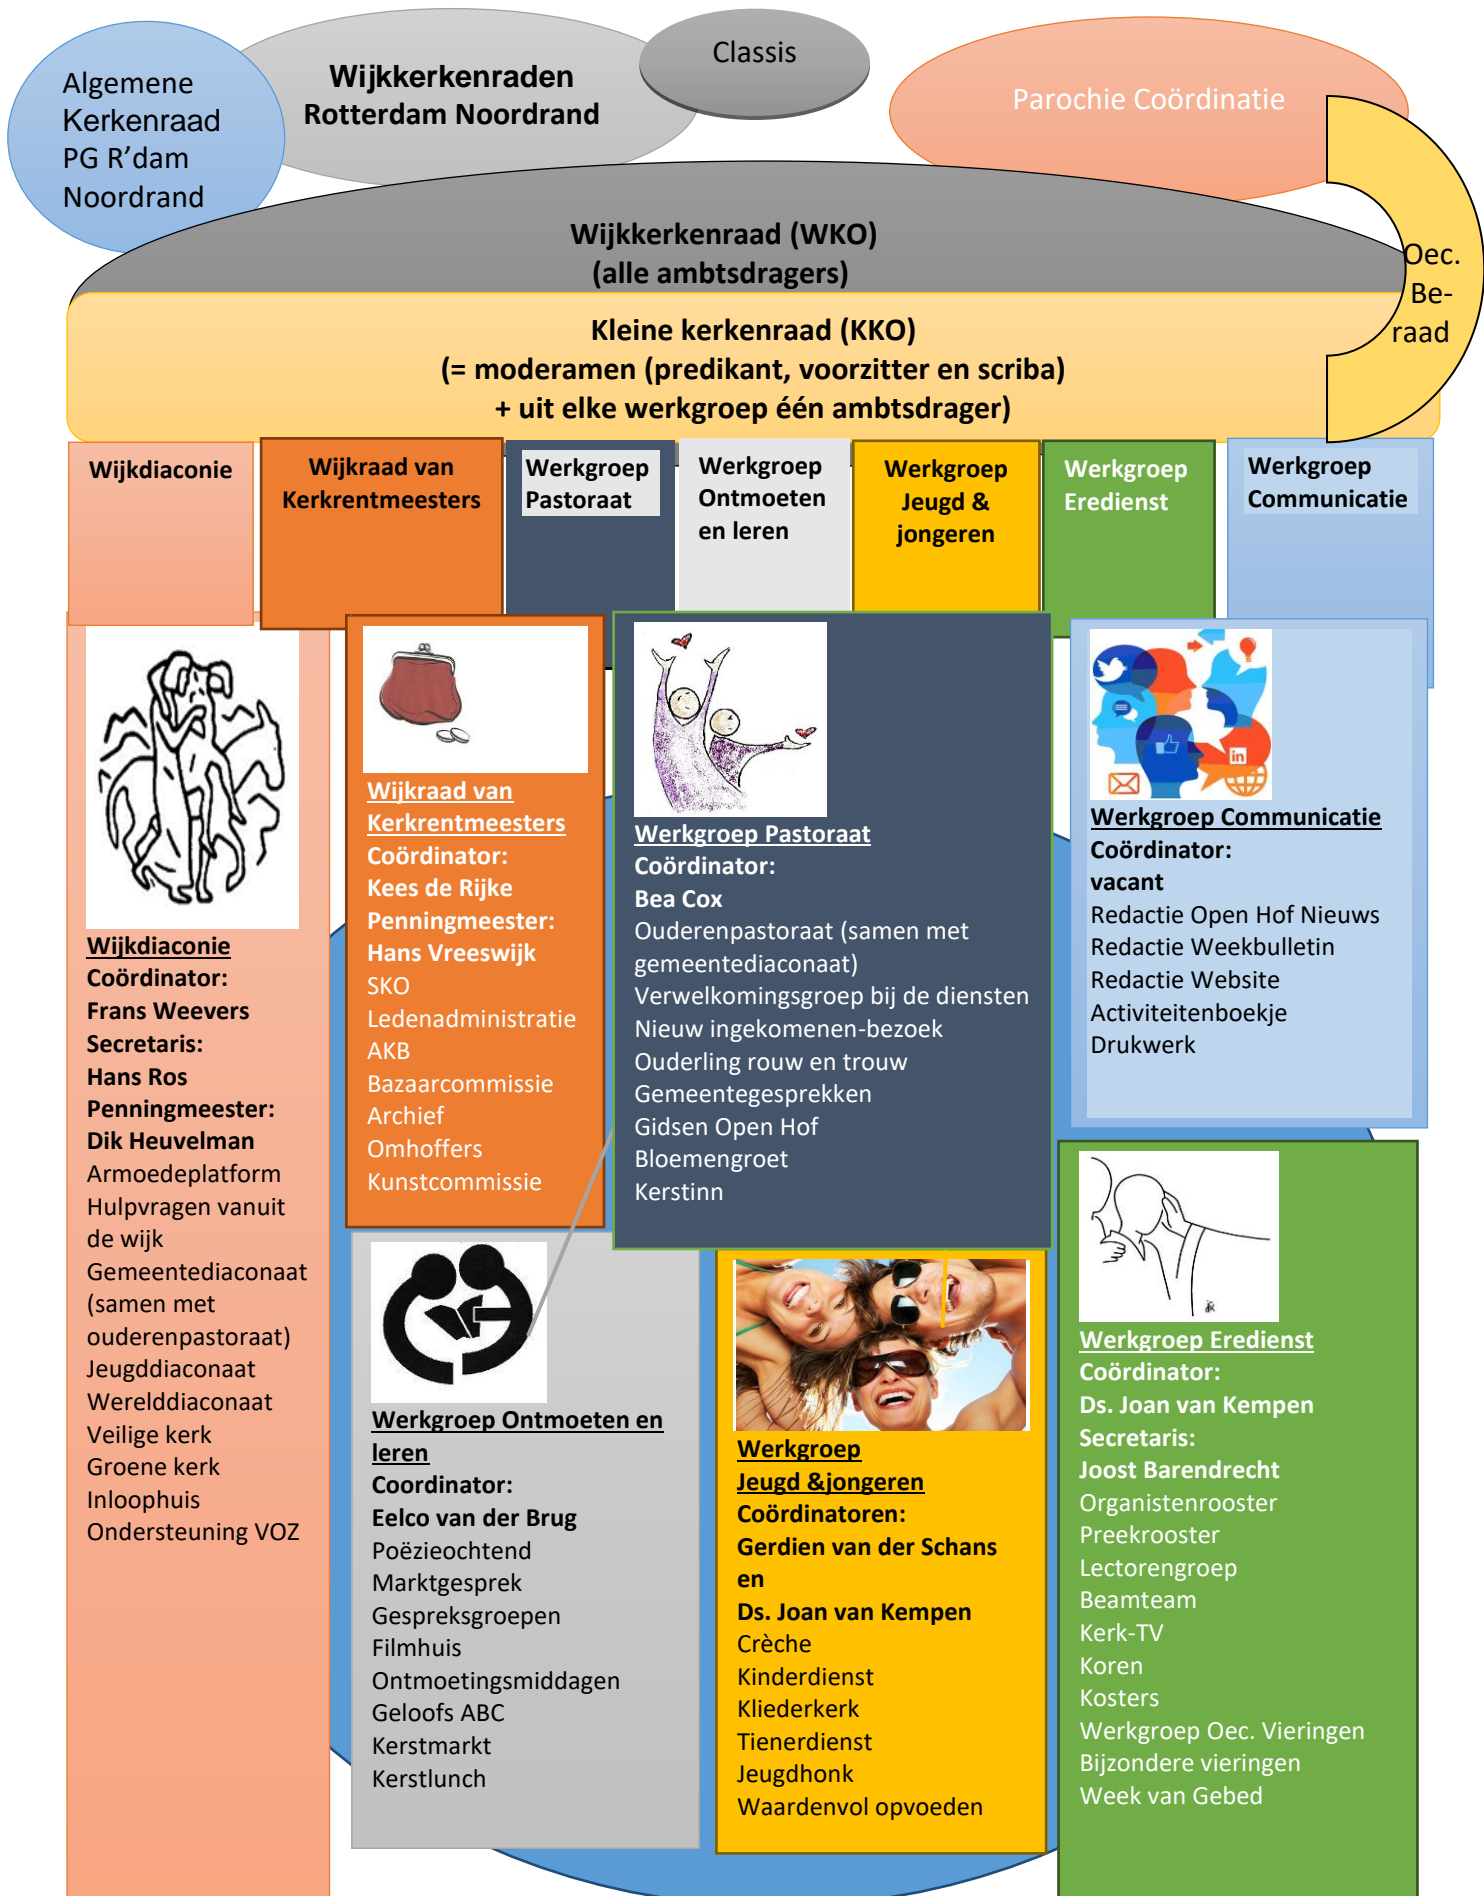 Algemene
Kerkenraad
PG R’dam
Noordrand
Wijkkerkenraden
Rotterdam Noordrand
Classis
Parochie Coördinatie
Oec.
Be-
raad
Wijkkerkenraad (WKO)
(alle ambtsdragers)
Kleine kerkenraad (KKO)
(= moderamen (predikant, voorzitter en scriba)
+ uit elke werkgroep één ambtsdrager)
Wijkdiaconie
Wijkraad van
Kerkrentmeesters
Werkgroep
Pastoraat
Werkgroep
Ontmoeten
en leren
Werkgroep
Jeugd &
jongeren
Werkgroep
Eredienst
Werkgroep
Communicatie
Wijkdiaconie
Coördinator:
Frans Weevers
Secretaris:
Hans Ros
Penningmeester:
Dik Heuvelman
Armoedeplatform
Hulpvragen vanuit
de wijk
Gemeentediaconaat
(samen met
ouderenpastoraat)
Jeugddiaconaat
Werelddiaconaat
Veilige kerk
Groene kerk
Inloophuis
Ondersteuning VOZ
Wijkraad van
Kerkrentmeesters
Coördinator:
Kees de Rijke
Penningmeester:
Hans Vreeswijk
SKO
Ledenadministratie
AKB
Bazaarcommissie
Archief
Omhoffers
Kunstcommissie
Werkgroep Pastoraat
Coördinator:
Bea Cox
Ouderenpastoraat (samen met
gemeentediaconaat)
Verwelkomingsgroep bij de diensten
Nieuw ingekomenen-bezoek
Ouderling rouw en trouw
Gemeentegesprekken
Gidsen Open Hof
Bloemengroet
Kerstinn
in
Werkgroep Communicatie
Coördinator:
vacant
Redactie Open Hof Nieuws
Redactie Weekbulletin
Redactie Website
Activiteitenboekje
Drukwerk
Werkgroep Ontmoeten en
leren
Coordinator:
Eelco van der Brug
Poëzieochtend
Marktgesprek
Gespreksgroepen
Filmhuis
Ontmoetingsmiddagen
Geloofs ABC
Kerstmarkt
Kerstlunch
Werkgroep
Jeugd &jongeren
Coördinatoren:
Gerdien van der Schans
en
Ds. Joan van Kempen
Crèche
Kinderdienst
Kliederkerk
Tienerdienst
Jeugdhonk
Waardenvol opvoeden
Werkgroep Eredienst
Coördinator:
Ds. Joan van Kempen
Secretaris:
Joost Barendrecht
Organistenrooster
Preekrooster
Lectorengroep
Beamteam
Kerk-TV
Koren
Kosters
Werkgroep Oec. Vieringen
Bijzondere vieringen
Week van Gebed